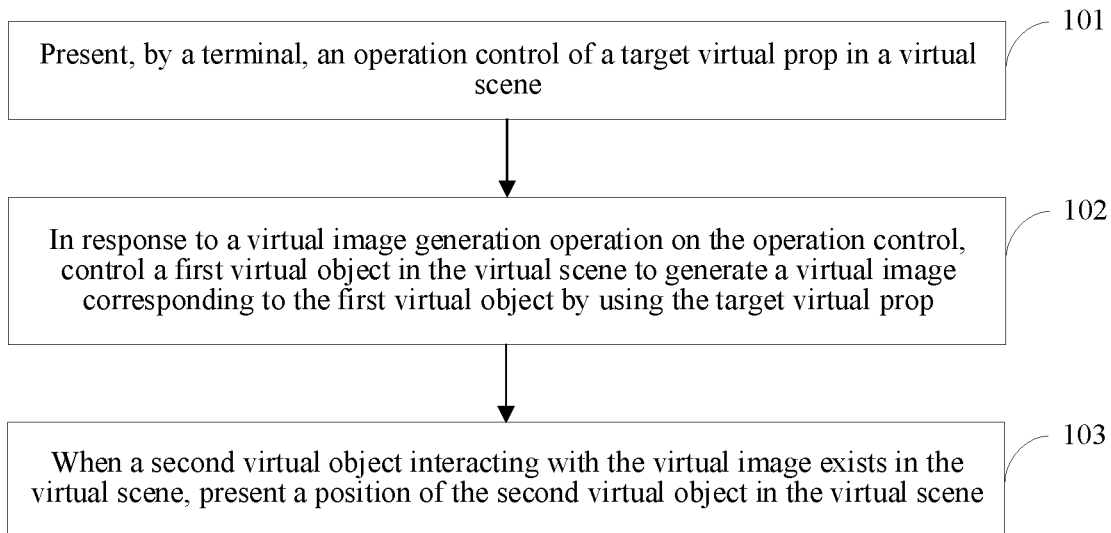 101
Present, by a terminal, an operation control of a target virtual prop in a virtual
scene
102
In response to a virtual image generation operation on the operation control,
control a first virtual object in the virtual scene to generate a virtual image
corresponding to the first virtual object by using the target virtual prop
103
When a second virtual object interacting with the virtual image exists in the
virtual scene, present a position of the second virtual object in the virtual scene